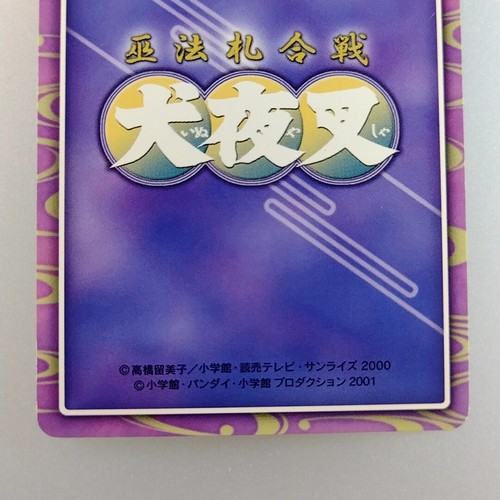 巫法札合戦
犬夜叉
いぬ や しゃ
©高橋留美子／小学館・読売テレビ・サンライズ 2000
©小学館・バンダイ・小学館 プロダクション 2001